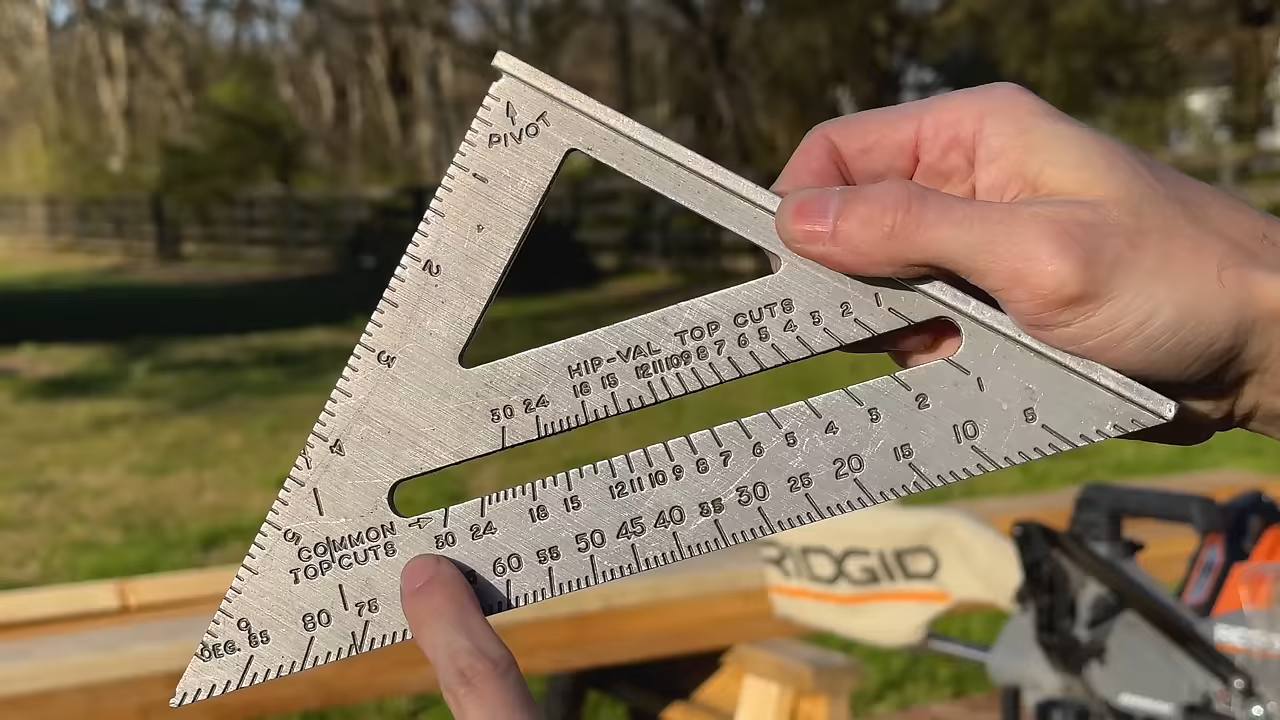 PIVOT
2
3
4
5
HIP-VAL TOP CUTS
30 24 18 15 12 11 10 9 8 7 6 5 4 3 2 1
COMMON TOP CUTS
30 24 18 15 12 11 10 9 8 7 6 5 4 3 2 1
DEG. 85 80 75 60 55 50 45 40 35 30 25 20 15 10 5
RIDGID